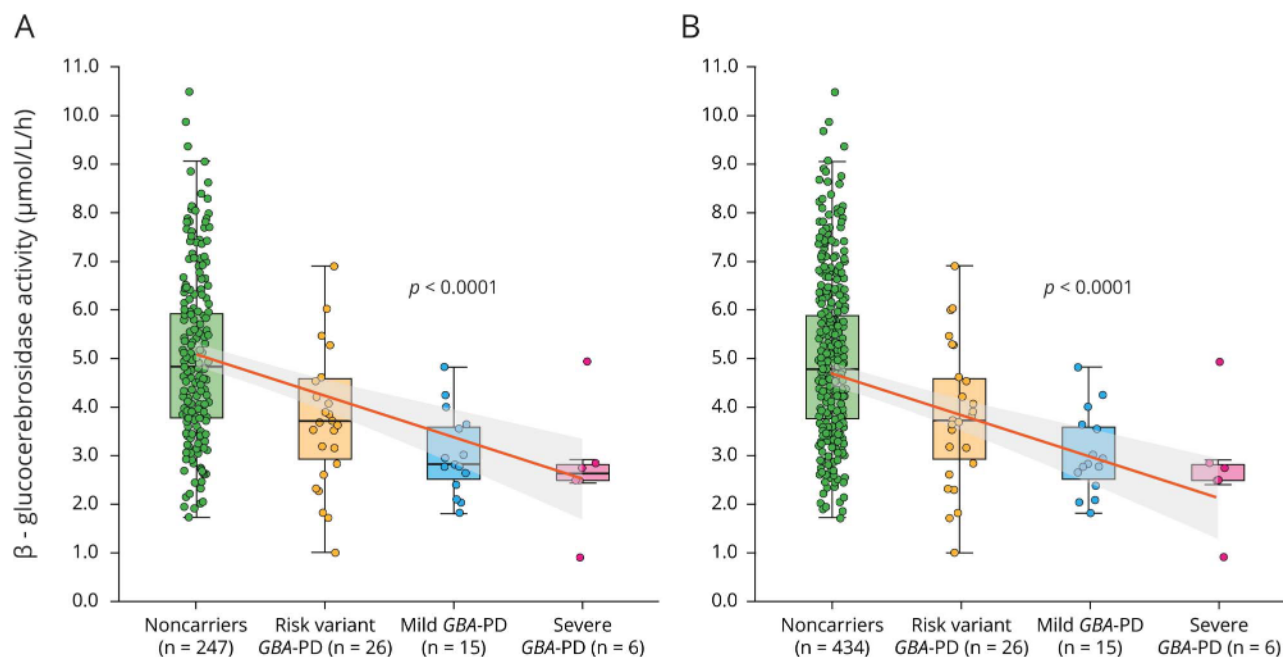 A
B
β - glucocerebrosidase activity (μmol/L/h)
11.0
10.0
9.0
8.0
7.0
6.0
5.0
4.0
3.0
2.0
1.0
0.0
p < 0.0001
Noncarriers
(n = 247)
Risk variant
GBA-PD (n = 26)
Mild GBA-PD
(n = 15)
Severe
GBA-PD (n = 6)
11.0
10.0
9.0
8.0
7.0
6.0
5.0
4.0
3.0
2.0
1.0
0.0
p < 0.0001
Noncarriers
(n = 434)
Risk variant
GBA-PD (n = 26)
Mild GBA-PD
(n = 15)
Severe
GBA-PD (n = 6)